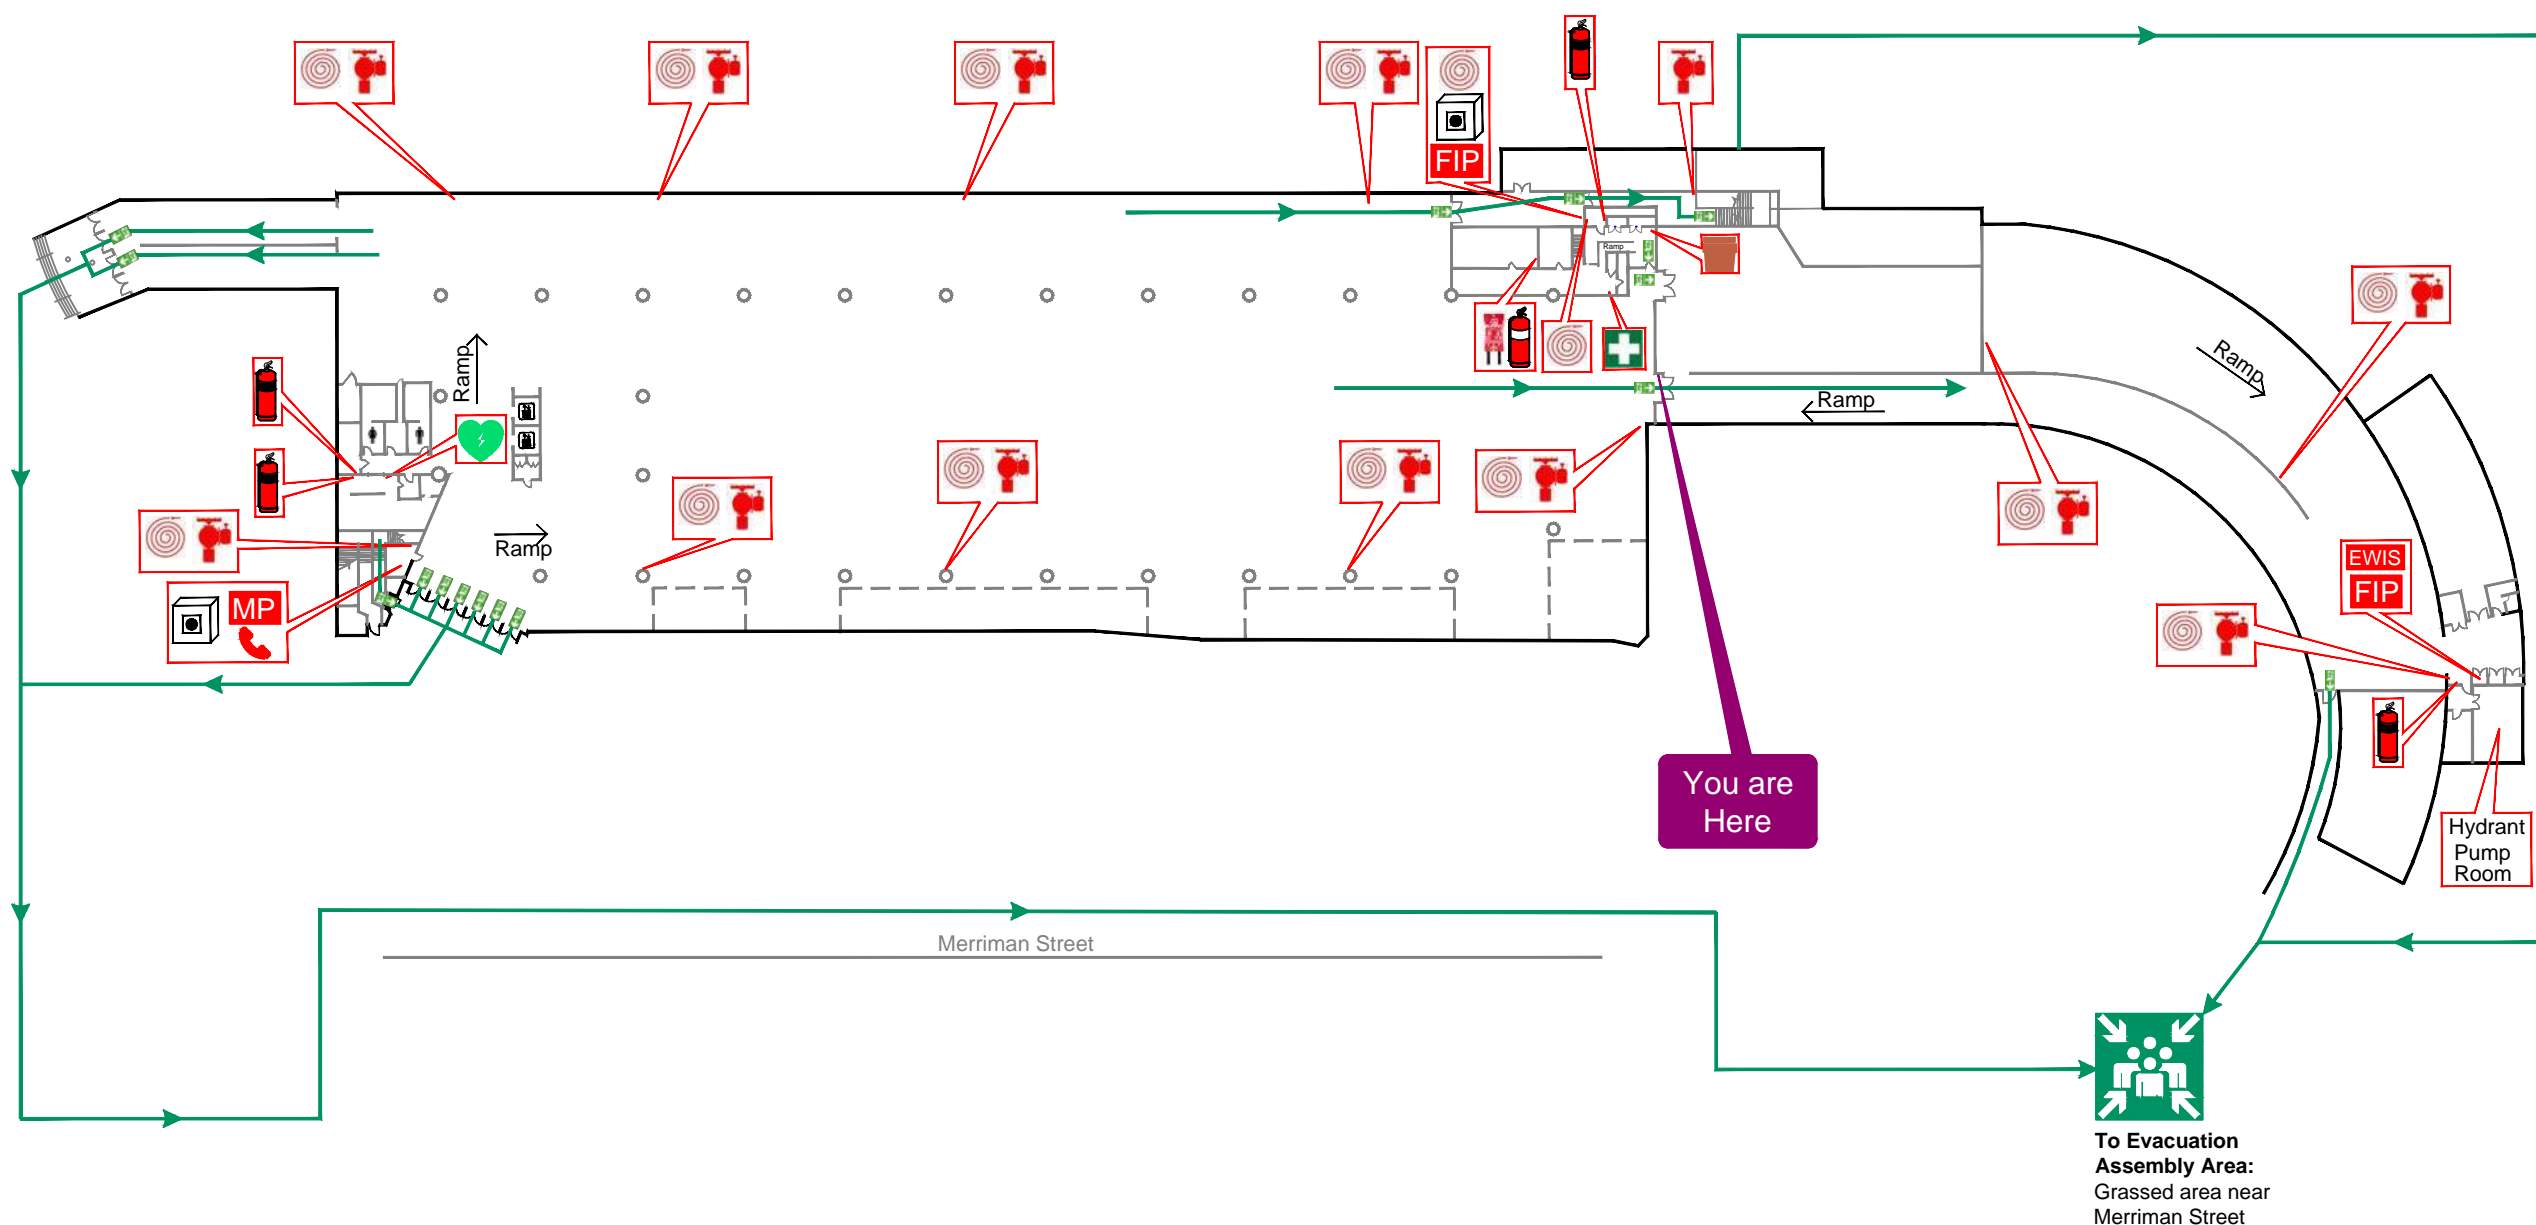 FIP
Ramp
Ramp
Ramp
Ramp
Ramp
EWIS
FIP
MP
You are
Here
Hydrant
Pump
Room
Merriman Street
To Evacuation
Assembly Area:
Grassed area near
Merriman Street